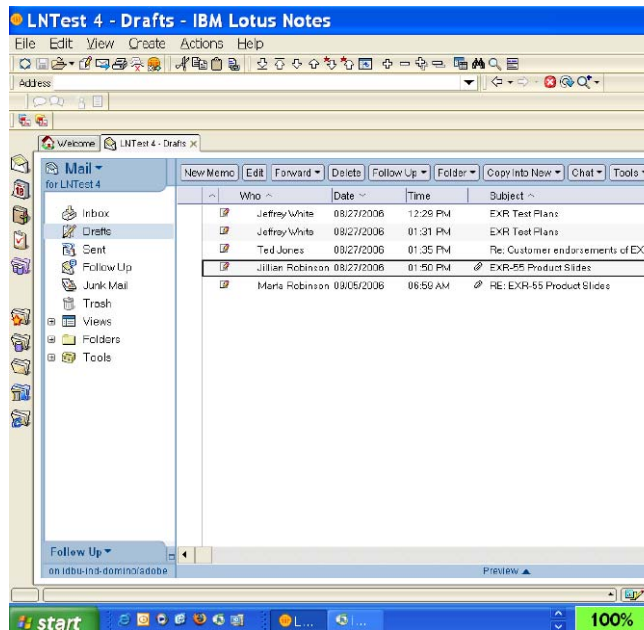 LNTest 4 - Drafts - IBM Lotus Notes
File Edit View Create Actions Help
Address
Welcome LNTest 4 - Drafts
Mail
for LNTest 4
Inbox
Drafts
Sent
Follow Up
Junk Mail
Trash
Views
Folders
Tools
Follow Up
on idbu-ind-domino/adobe
New Memo Edit Forward Delete Follow Up Folder Copy Into New Chat Tools
Who Date Time Subject
Jeffrey White 08/27/2006 12:29 PM EXR Test Plans
Jeffrey White 08/27/2006 01:31 PM EXR Test Plans
Ted Jones 08/27/2006 01:35 PM Re: Customer endorsements of EX
Jillian Robinson 08/27/2006 01:50 PM EXR-55 Product Slides
Marta Robinson 09/05/2006 06:59 AM RE: EXR-55 Product Slides
Preview
start L... 100%